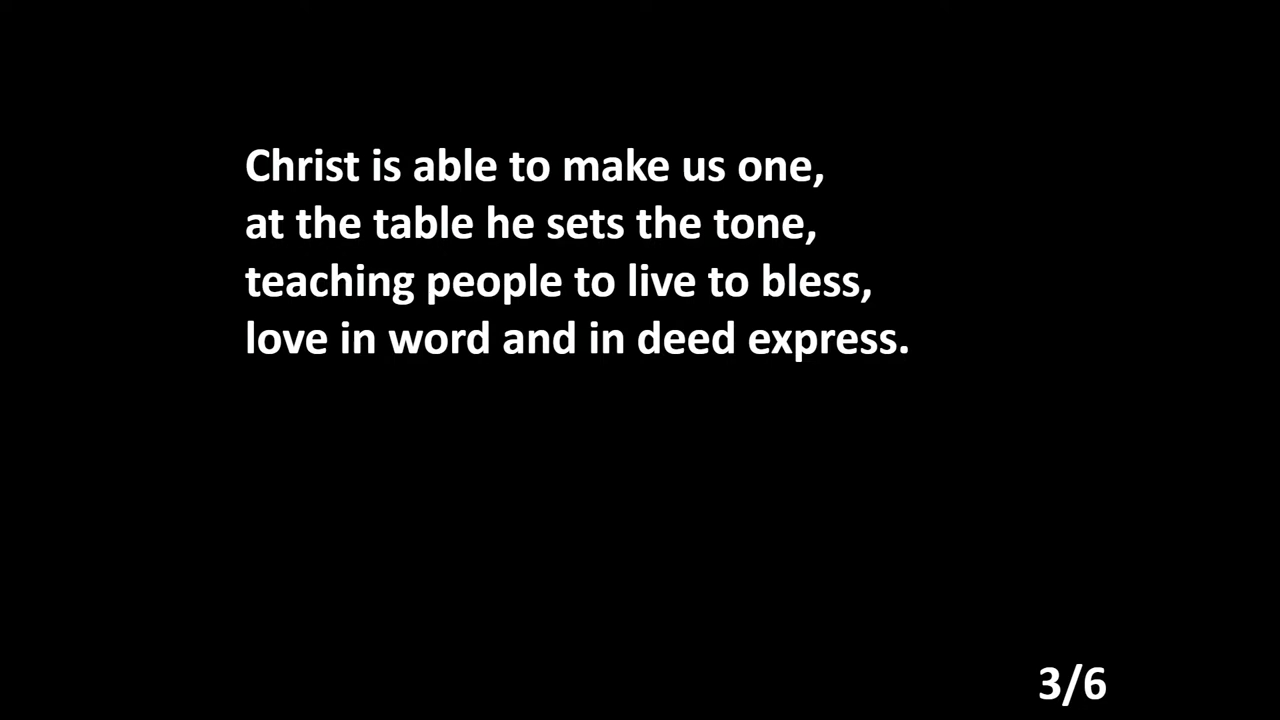 Christ is able to make us one,
at the table he sets the tone,
teaching people to live to bless,
love in word and in deed express.
3/6